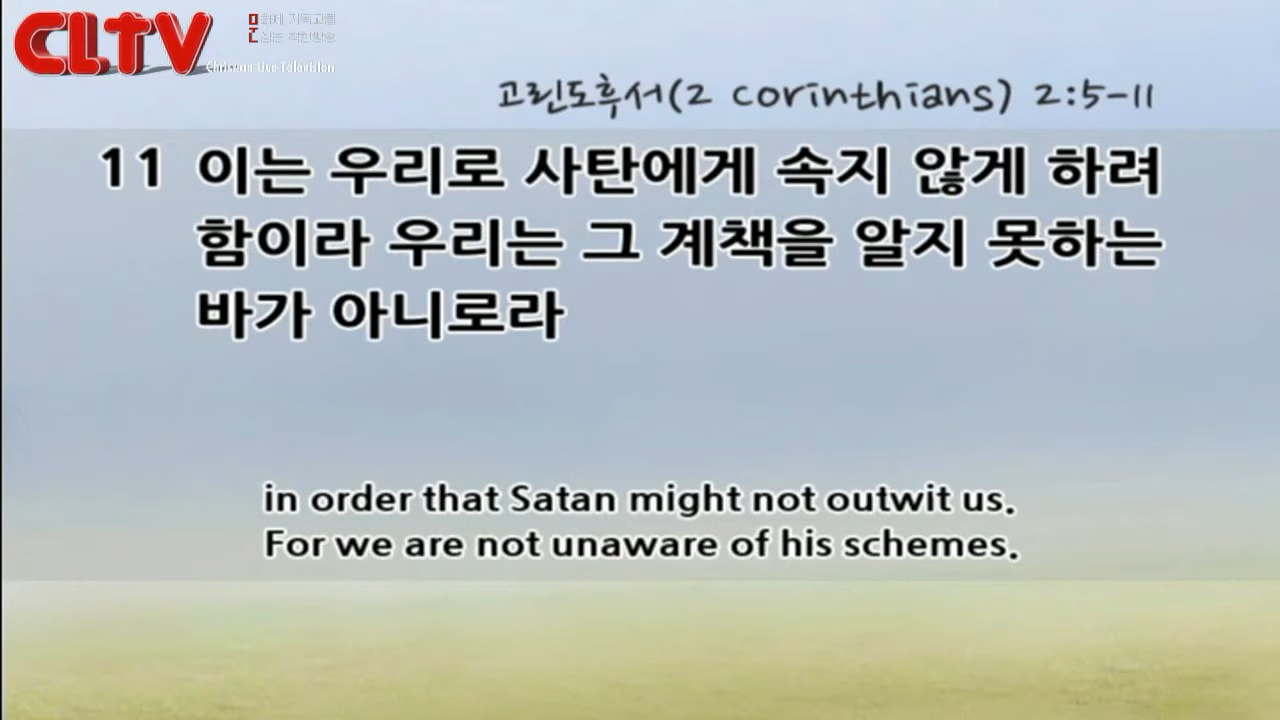 CLTV
Christian Live Television
고린도후서(2 corinthians) 2:5-11
11 이는 우리로 사탄에게 속지 않게 하려
함이라 우리는 그 계책을 알지 못하는
바가 아니로라
in order that Satan might not outwit us.
For we are not unaware of his schemes.